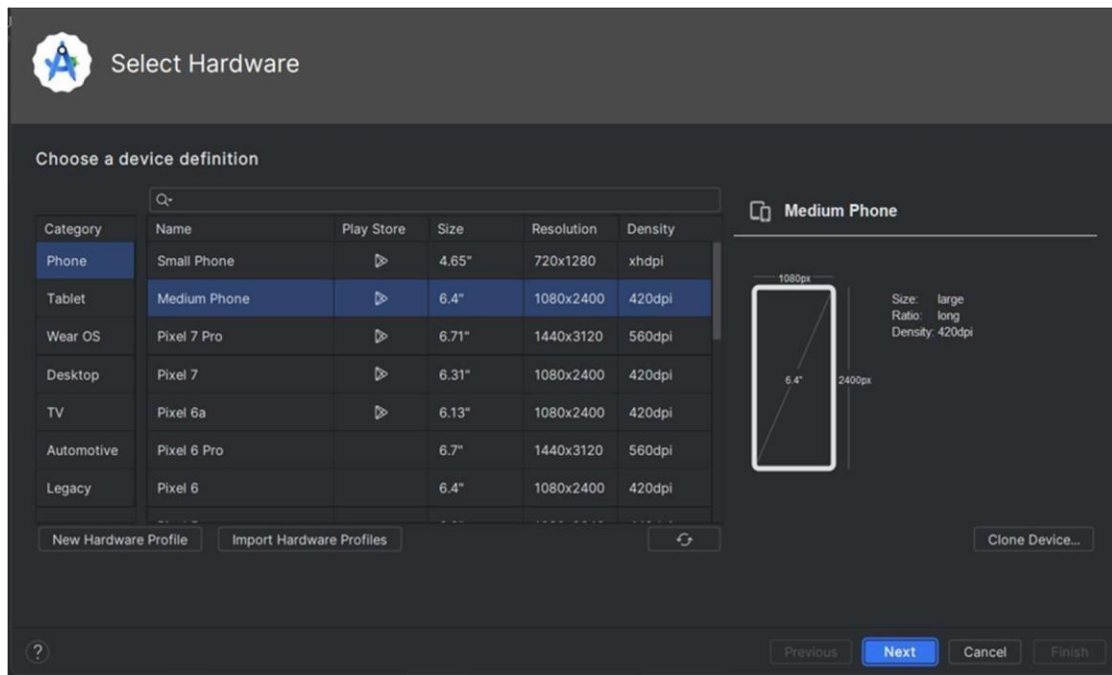 Select Hardware
Choose a device definition
Category Name Play Store Size Resolution Density
Phone Small Phone 4.65" 720x1280 xhdpi
Tablet Medium Phone 6.4" 1080x2400 420dpi
Wear OS Pixel 7 Pro 6.71" 1440x3120 560dpi
Desktop Pixel 7 6.31" 1080x2400 420dpi
TV Pixel 6a 6.13" 1080x2400 420dpi
Automotive Pixel 6 Pro 6.7" 1440x3120 560dpi
Legacy Pixel 6 6.4" 1080x2400 420dpi
Medium Phone
1080px
Size: large
Ratio: long
Density: 420dpi
6.4" 2400px
New Hardware Profile Import Hardware Profiles Clone Device...
? Previous Next Cancel Finish